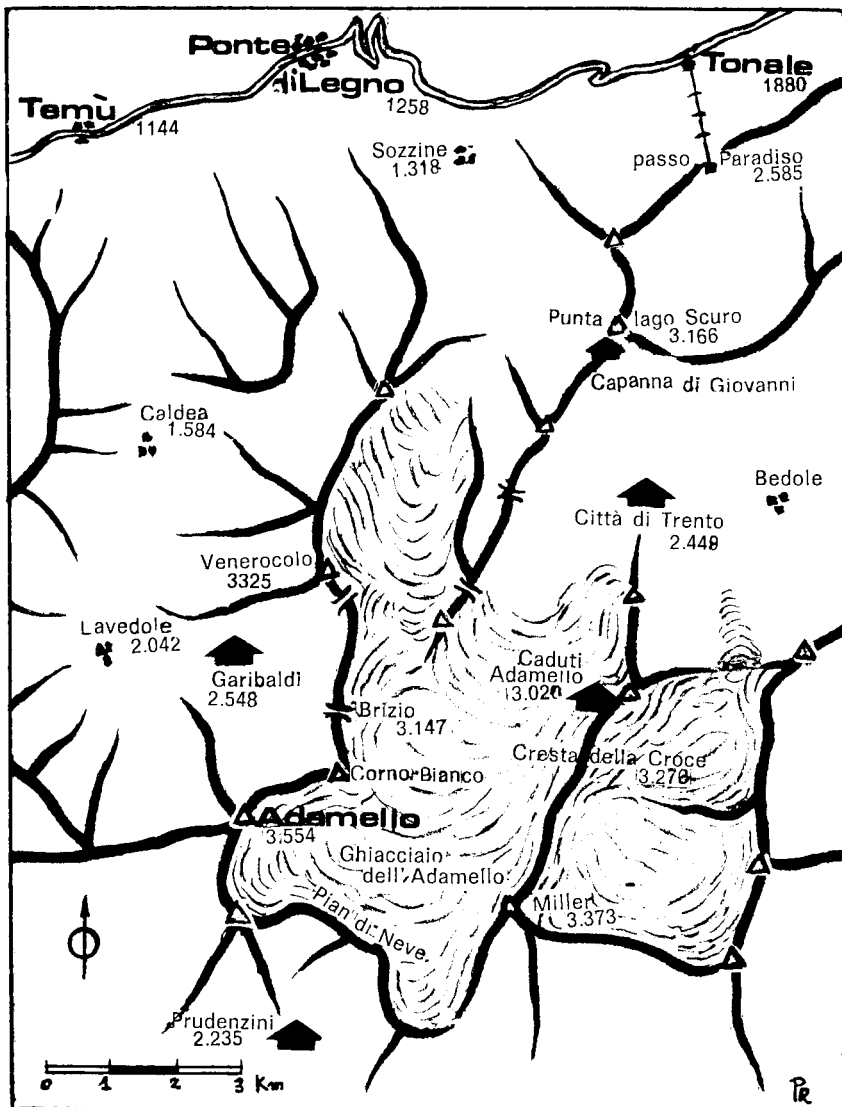 Ponte
di Legno
1258
Tonale
1880
Temù
1144
Sozzine
1.318
passo Paradiso
2.585
Punta lago Scuro
3.166
Capanna di Giovanni
Caldea
1.584
Bedole
Città di Trento
2.449
Venerocolo
3325
Lavedole
2.042
Garibaldi
2.548
Caduti
Adamello
3.020
Brizio
3.147
Cresta della Croce
3.276
Corno Bianco
Adamello
3.554
Ghiacciaio
dell'Adamello
Pian di Neve
Miller
3.373
Prudenzini
2.235
0 1 2 3 Km
PR